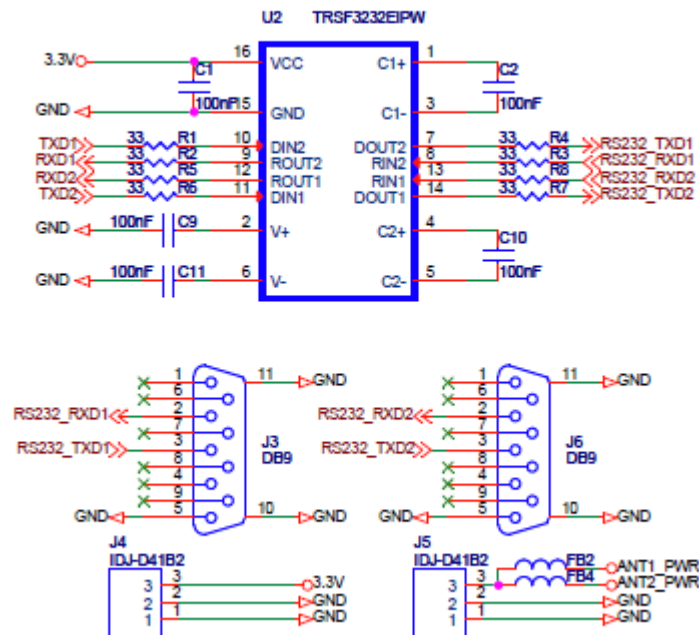 U2 TRSF3232EIPW
3.3V 16 VCC C1+ 1
C1 C2
GND 100nF 15 GND C1- 3 100nF
TXD1 33 R1 10 DIN2 DOUT2 7 33 R4 RS232_TXD1
RXD1 33 R2 9 ROUT2 RIN2 8 33 R3 RS232_RXD1
RXD2 33 R5 12 ROUT1 RIN1 13 33 R8 RS232_RXD2
TXD2 33 R6 11 DIN1 DOUT1 14 33 R7 RS232_TXD2
GND 100nF C9 2 V+ C2+ 4
C10
GND 100nF C11 6 V- C2- 5 100nF
1 11 GND
6
RS232_RXD1 2
7
RS232_TXD1 3
8
4
9
GND 5 10 GND
J3
DB9
1 11 GND
6
RS232_RXD2 2
7
RS232_TXD2 3
8
4
9
GND 5 10 GND
J6
DB9
J4
IDJ-D41B2
3 3 3.3V
2 2 GND
1 1 GND
J5
IDJ-D41B2
FB2 ANT1_PWR
3 3 FB4 ANT2_PWR
2 2 GND
1 1 GND